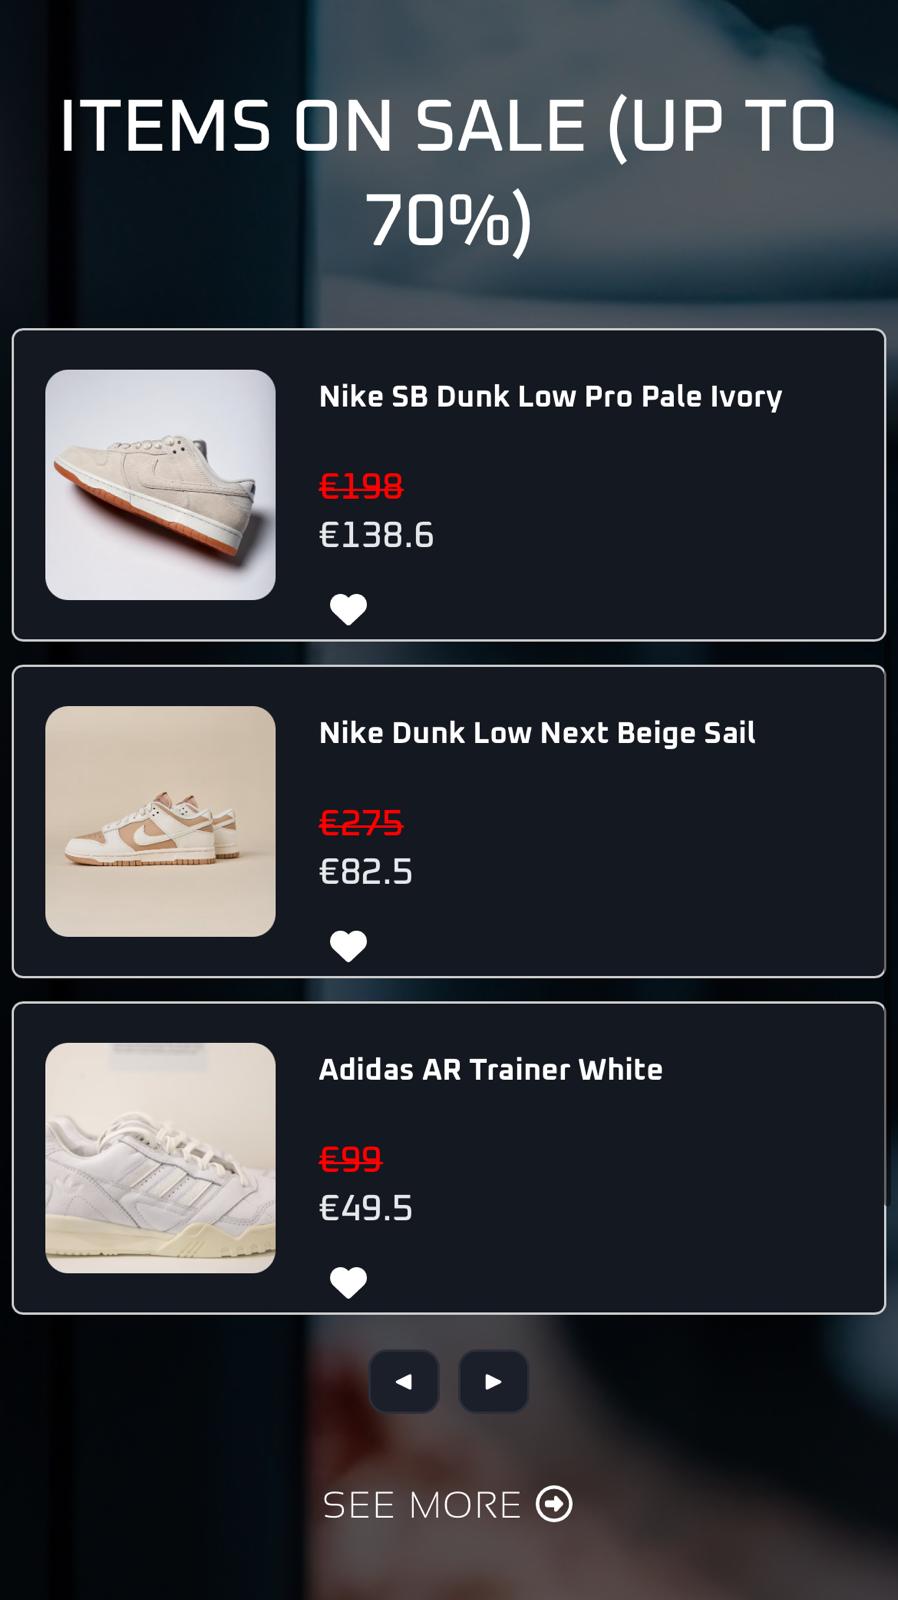 ITEMS ON SALE (UP TO
70%)
Nike SB Dunk Low Pro Pale Ivory
€198
€138.6
Nike Dunk Low Next Beige Sail
€275
€82.5
Adidas AR Trainer White
€99
€49.5
SEE MORE